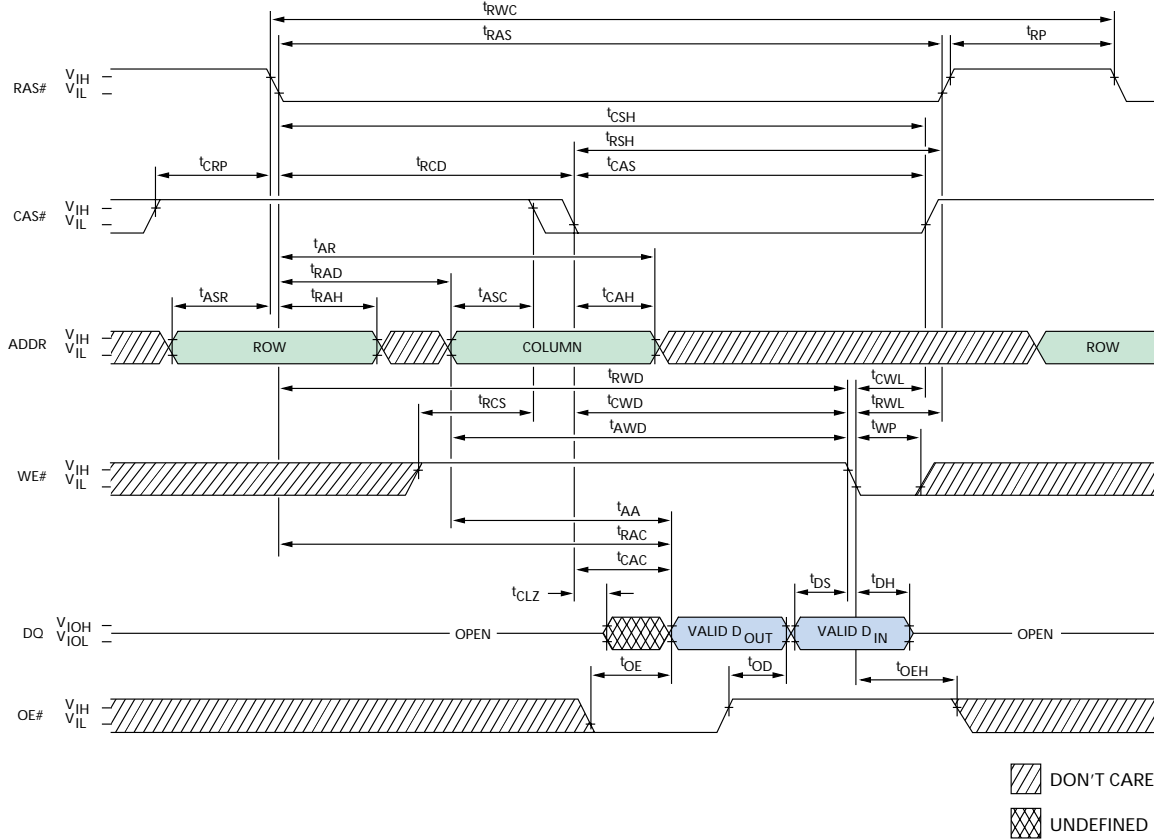 tRWC
tRAS
tRP
RAS#
VIH
VIL
tCSH
tRSH
tCRP
tRCD
tCAS
CAS#
VIH
VIL
tAR
tRAD
tASR
tRAH
tASC
tCAH
ADDR
VIH
VIL
ROW
COLUMN
ROW
tRWD
tCWL
tRCS
tCWD
tRWL
tAWD
tWP
WE#
VIH
VIL
tAA
tRAC
tCAC
tCLZ
tDS
tDH
DQ
VIOH
VIOL
OPEN
VALID DOUT
VALID DIN
OPEN
tOE
tOD
tOEH
OE#
VIH
VIL
DON'T CARE
UNDEFINED